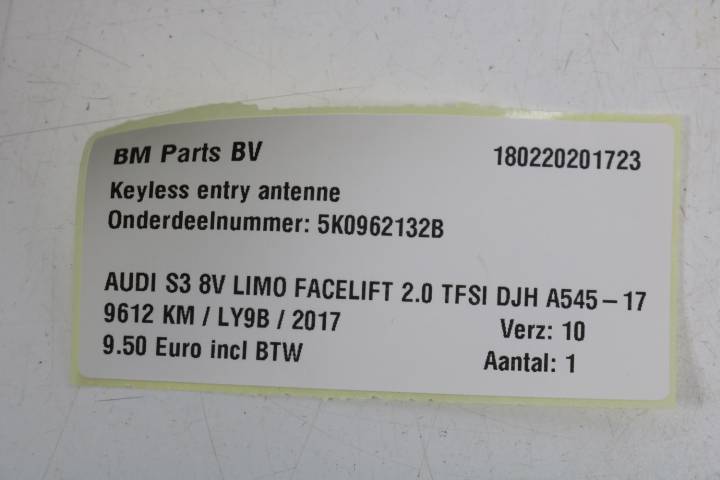 BM Parts BV 180220201723
Keyless entry antenne
Onderdeelnummer: 5K0962132B
AUDI S3 8V LIMO FACELIFT 2.0 TFSI DJH A545-17
9612 KM / LY9B / 2017 Verz: 10
9.50 Euro incl BTW Aantal: 1